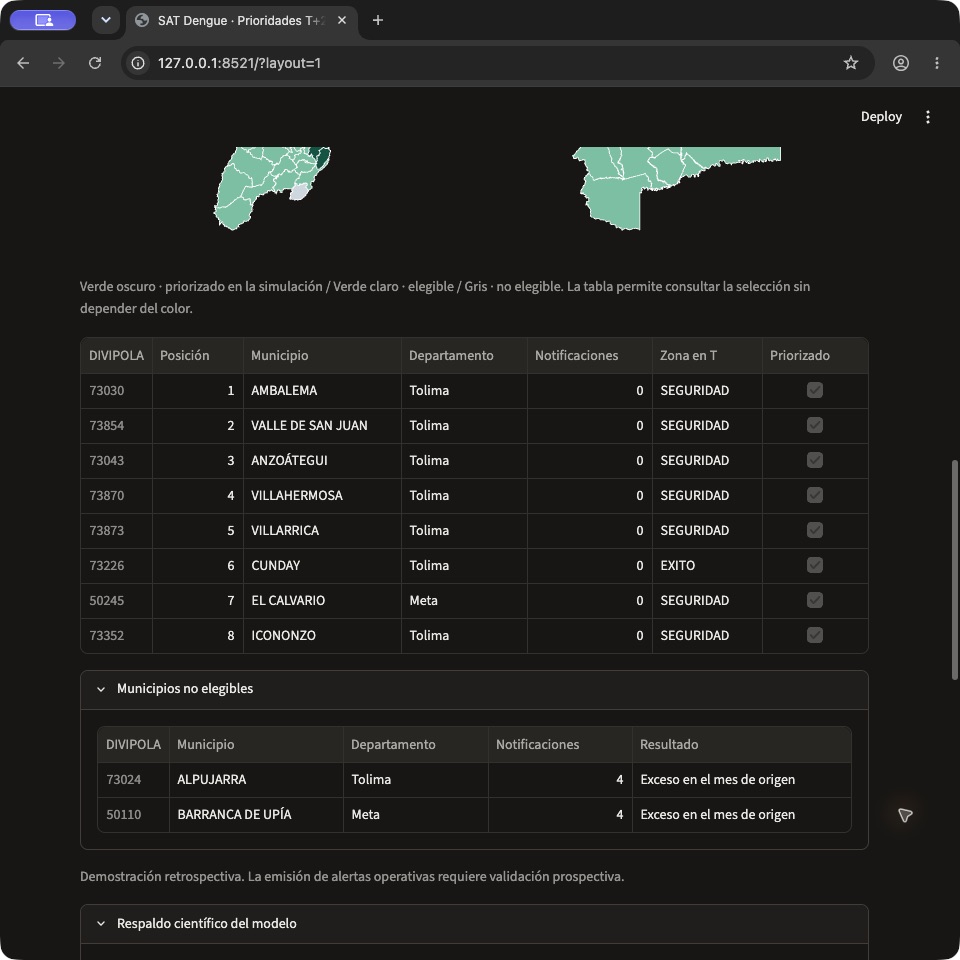 SAT Dengue · Prioridades T+2
127.0.0.1:8521/?layout=1
Deploy
Verde oscuro · priorizado en la simulación / Verde claro · elegible / Gris · no elegible. La tabla permite consultar la selección sin
depender del color.
DIVIPOLA Posición Municipio Departamento Notificaciones Zona en T Priorizado
73030 1 AMBALEMA Tolima 0 SEGURIDAD
73854 2 VALLE DE SAN JUAN Tolima 0 SEGURIDAD
73043 3 ANZOÁTEGUI Tolima 0 SEGURIDAD
73870 4 VILLAHERMOSA Tolima 0 SEGURIDAD
73873 5 VILLARRICA Tolima 0 SEGURIDAD
73226 6 CUNDAY Tolima 0 EXITO
50245 7 EL CALVARIO Meta 0 SEGURIDAD
73352 8 ICONONZO Tolima 0 SEGURIDAD
Municipios no elegibles
DIVIPOLA Municipio Departamento Notificaciones Resultado
73024 ALPUJARRA Tolima 4 Exceso en el mes de origen
50110 BARRANCA DE UPÍA Meta 4 Exceso en el mes de origen
Demostración retrospectiva. La emisión de alertas operativas requiere validación prospectiva.
Respaldo científico del modelo